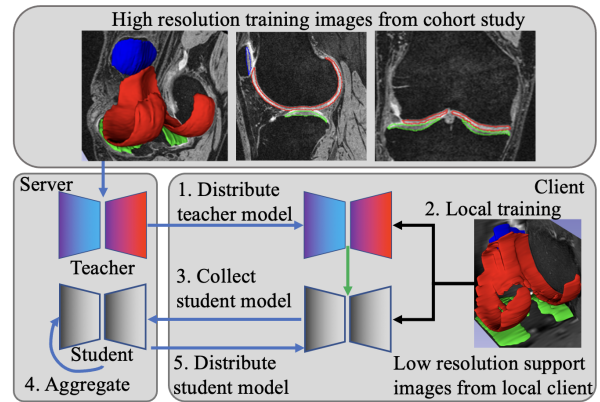 High resolution training images from cohort study
Server
Teacher
Student
4. Aggregate
1. Distribute
teacher model
3. Collect
student model
5. Distribute
student model
Client
2. Local training
Low resolution support
images from local client